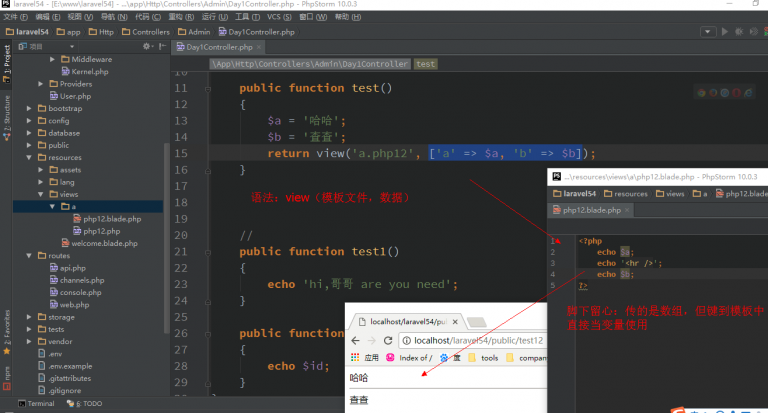 laravel54 - [E:\www\laravel54] - ...\app\Http\Controllers\Admin\Day1Controller.php - PhpStorm 10.0.3
文件(F) 编辑(E) 视图(V) 导航(N) 代码(C) 重构(R) 运行(U) 工具(T) VCS(S) 窗口(W) 帮助(H)
laravel54 app Http Controllers Admin Day1Controller.php
项目
Day1Controller.php ×
\App\Http\Controllers\Admin\Day1Controller test
1: Project
7: Structure
2: Favorites
npm
Middleware
Kernel.php
Providers
User.php
bootstrap
config
database
public
resources
assets
lang
views
a
php12.blade.php
php12.php
welcome.blade.php
routes
api.php
channels.php
console.php
web.php
storage
tests
vendor
.env
.env.example
.gitattributes
.gitignore
Terminal 6: TODO
10
11 public function test()
12 {
13 $a = '哈哈';
14 $b = '查查';
15 return view('a.php12', ['a' => $a, 'b' => $b]);
16 }
17
语法：view（模板文件，数据）
18
19
20 //
21 public function test1()
22 {
23 echo 'hi,哥哥 are you need';
24 }
25
26 public function
27 {
28 echo $id;
29 }
30
...\resources\views\a\php12.blade.php - PhpStorm 10.0.3
laravel54 resources views a php12.b
php12.blade.php ×
1 <?php
2 echo $a;
3 echo '<hr />';
4 echo $b;
5 ?>
脚下留心：传的是数组，但键到模板中
直接当变量使用
localhost/laravel54/pub ×
localhost/laravel54/public/test12
应用 Index of / 度 tools compan
哈哈
查查